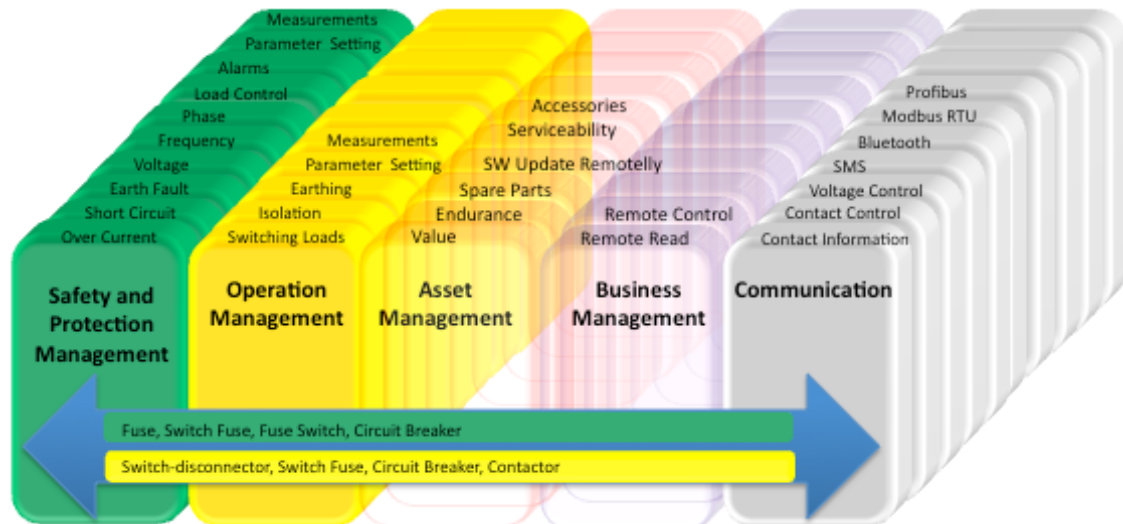 Measurements
Parameter Setting
Alarms
Load Control
Phase
Frequency
Voltage
Earth Fault
Short Circuit
Over Current
Safety and
Protection
Management
Measurements
Parameter Setting
Earthing
Isolation
Switching Loads
Operation
Management
Accessories
Serviceability
SW Update Remotelly
Spare Parts
Endurance
Value
Asset
Management
Remote Control
Remote Read
Business
Management
Profibus
Modbus RTU
Bluetooth
SMS
Voltage Control
Contact Control
Contact Information
Communication
Fuse, Switch Fuse, Fuse Switch, Circuit Breaker
Switch-disconnector, Switch Fuse, Circuit Breaker, Contactor